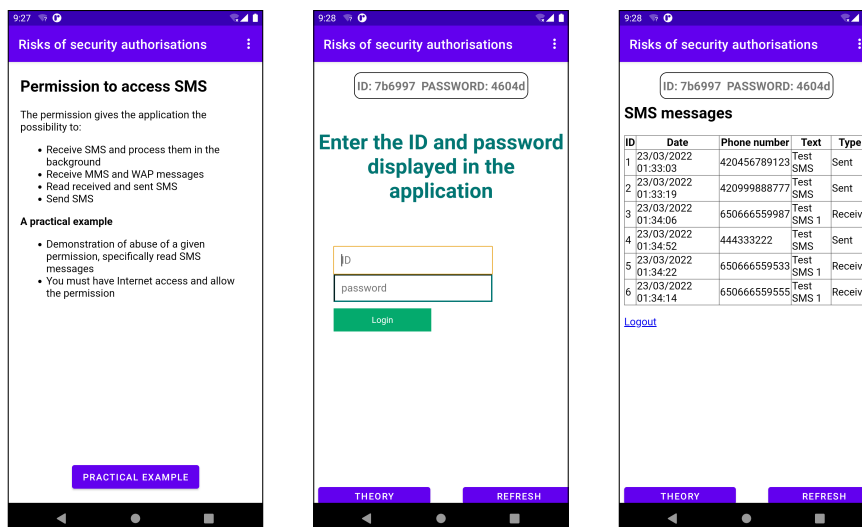 9:27
Risks of security authorisations
Permission to access SMS
The permission gives the application the
possibility to:
• Receive SMS and process them in the
background
• Receive MMS and WAP messages
• Read received and sent SMS
• Send SMS
A practical example
• Demonstration of abuse of a given
permission, specifically read SMS
messages
• You must have Internet access and allow
the permission
PRACTICAL EXAMPLE
9:28
Risks of security authorisations
ID: 7b6997 PASSWORD: 4604d
Enter the ID and password
displayed in the
application
ID
password
Login
THEORY REFRESH
9:28
Risks of security authorisations
ID: 7b6997 PASSWORD: 4604d
SMS messages
ID Date Phone number Text Type
1 23/03/2022 01:33:03 420456789123 Test SMS Sent
2 23/03/2022 01:33:19 420999888777 Test SMS Sent
3 23/03/2022 01:34:06 650666559987 Test SMS 1 Receiv
4 23/03/2022 01:34:52 444333222 Test SMS Sent
5 23/03/2022 01:34:22 650666559533 Test SMS 1 Receiv
6 23/03/2022 01:34:14 650666559555 Test SMS 1 Receiv
Logout
THEORY REFRESH